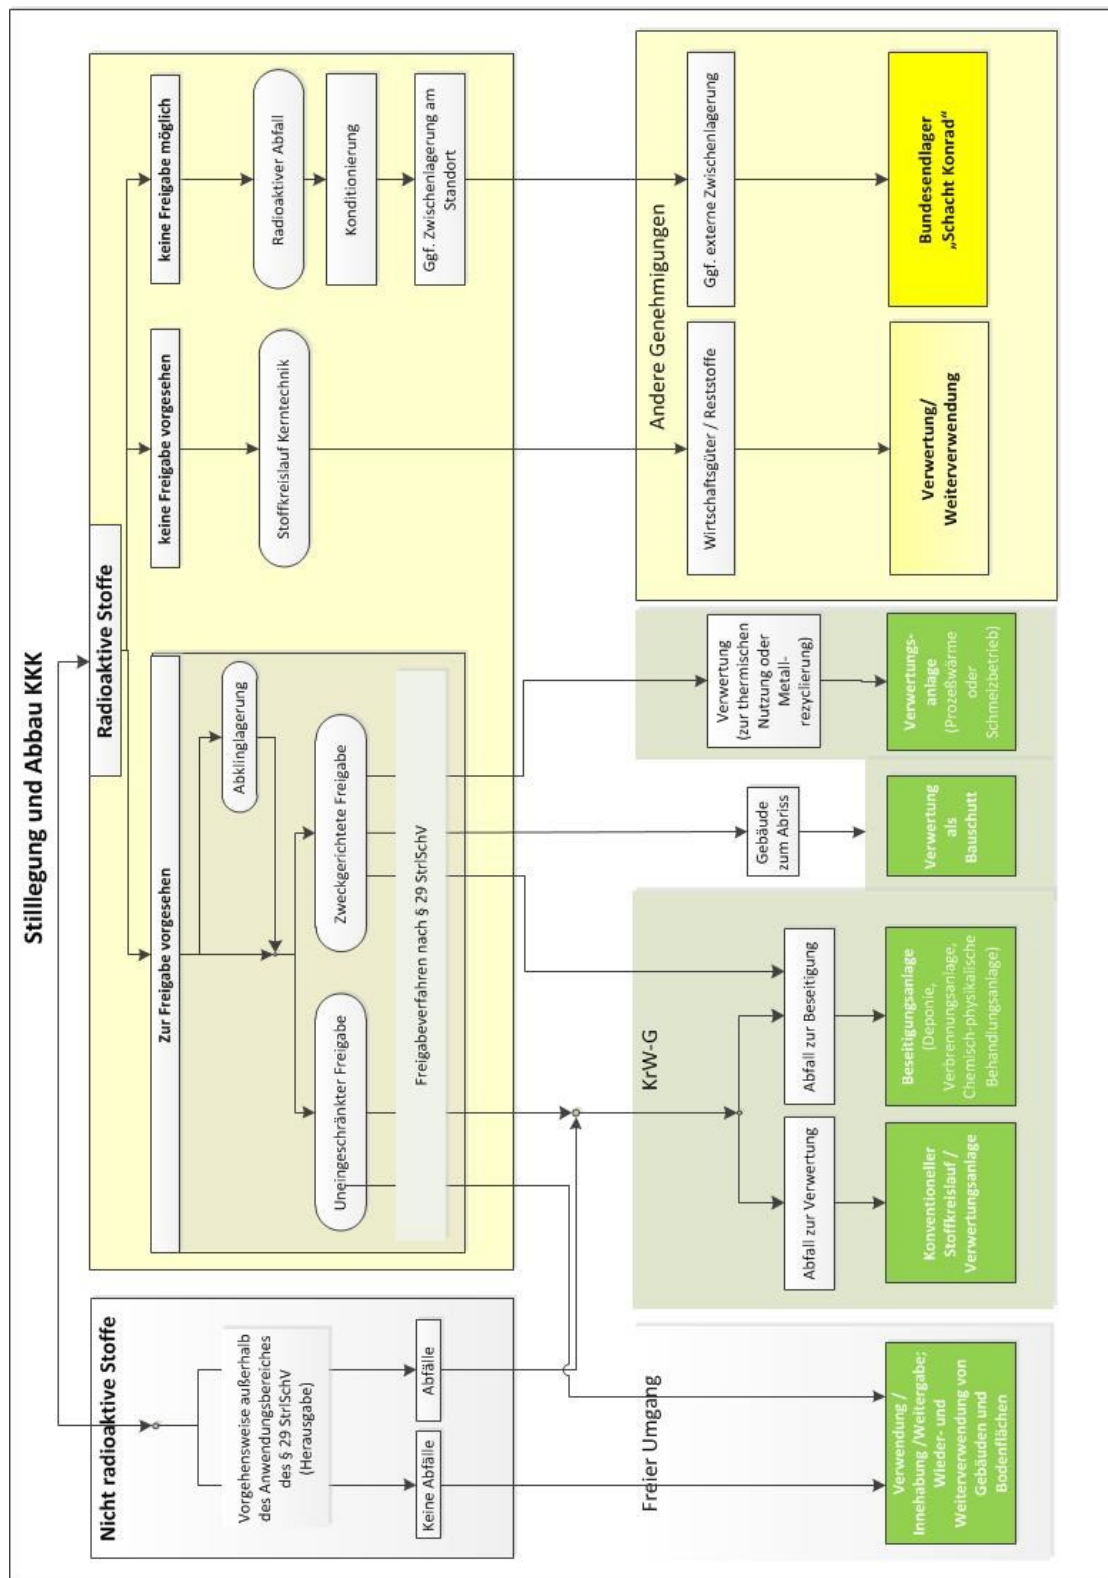 Stilllegung und Abbau KKK
Nicht radioaktive Stoffe
Vorgehensweise außerhalb
des Anwendungsbereiches
des § 29 StrlSchV
(Herausgabe)
Keine Abfälle
Abfälle
Radioaktive Stoffe
Zur Freigabe vorgesehen
Abklinglagerung
Uneingeschränkter Freigabe
Zweckgerichtete Freigabe
Freigabeverfahren nach § 29 StrlSchV
keine Freigabe vorgesehen
Stoffkreislauf Kerntechnik
keine Freigabe möglich
Radioaktiver Abfall
Konditionierung
Ggf. Zwischenlagerung am
Standort
Freier Umgang
Verwendung /
Innehabung /Weitergabe;
Wieder- und
Weiterverwendung von
Gebäuden und
Bodenflächen
KrW-G
Abfall zur Verwertung
Abfall zur Beseitigung
Konventioneller
Stoffkreislauf /
Verwertungsanlage
Beseitigungsanlage
(Deponie,
Verbrennungsanlage,
Chemisch-physikalische
Behandlungsanlage)
Gebäude
zum Abriss
Verwertung
als
Bauschutt
Verwertung
(zur thermischen
Nutzung oder
Metall-
rezyclierung)
Verwertungs-
anlage
(Prozeßwärme
oder
Schmelzbetrieb)
Andere Genehmigungen
Wirtschaftsgüter / Reststoffe
Ggf. externe Zwischenlagerung
Verwertung/
Weiterverwendung
Bundesendlager
„Schacht Konrad“